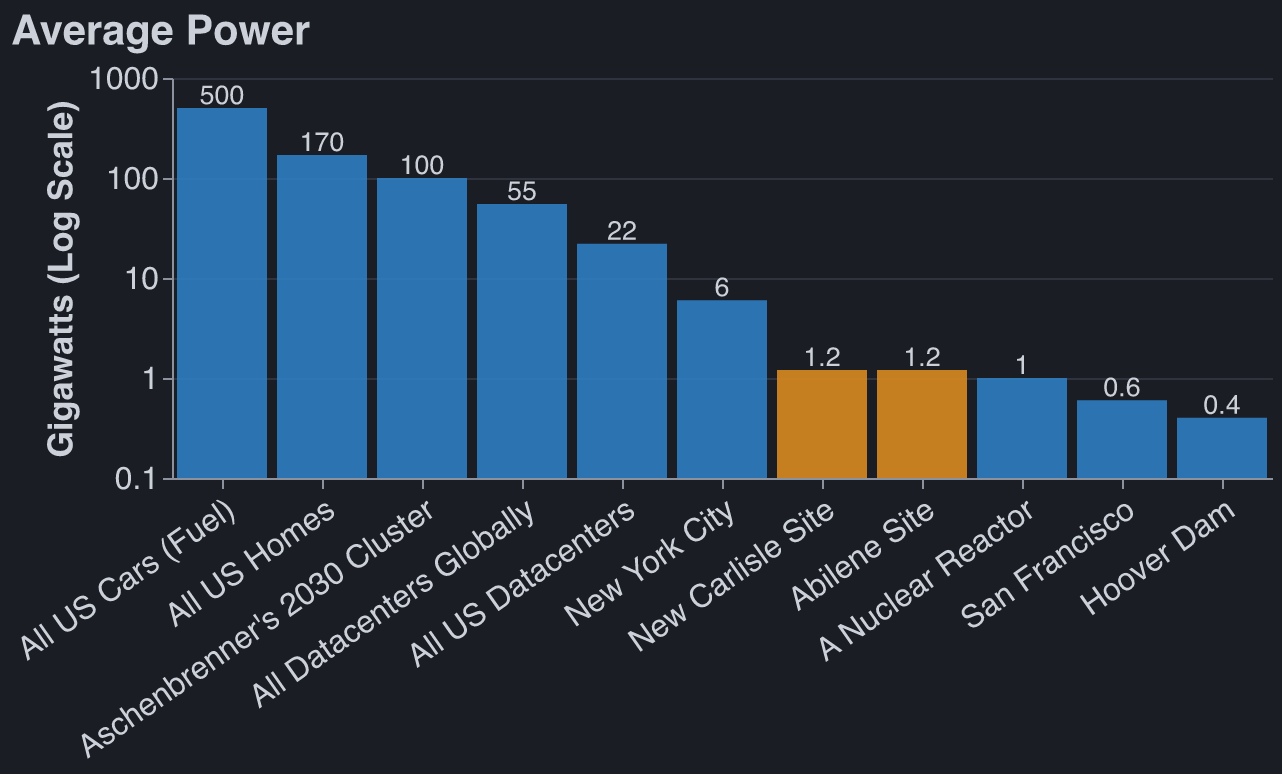 Average Power
Gigawatts (Log Scale)
1000
100
10
1
0.1
500
170
100
55
22
6
1.2
1.2
1
0.6
0.4
All US Cars (Fuel)
All US Homes
Aschenbrenner's 2030 Cluster
All Datacenters Globally
All US Datacenters
New York City
New Carlisle Site
Abilene Site
A Nuclear Reactor
San Francisco
Hoover Dam